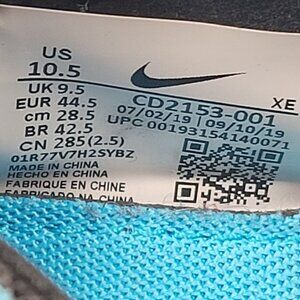 US
10.5
UK 9.5
EUR 44.5
cm 28.5
BR 42.5
CN 285(2.5)
01R77V7H2SYBZ
MADE IN CHINA
HECHO EN CHINA
FABRIQUE EN CHINE
FABRICADO NA CHINA
CD2153-001
XE
07/02/19 | 09/10/19
UPC 00193154140071